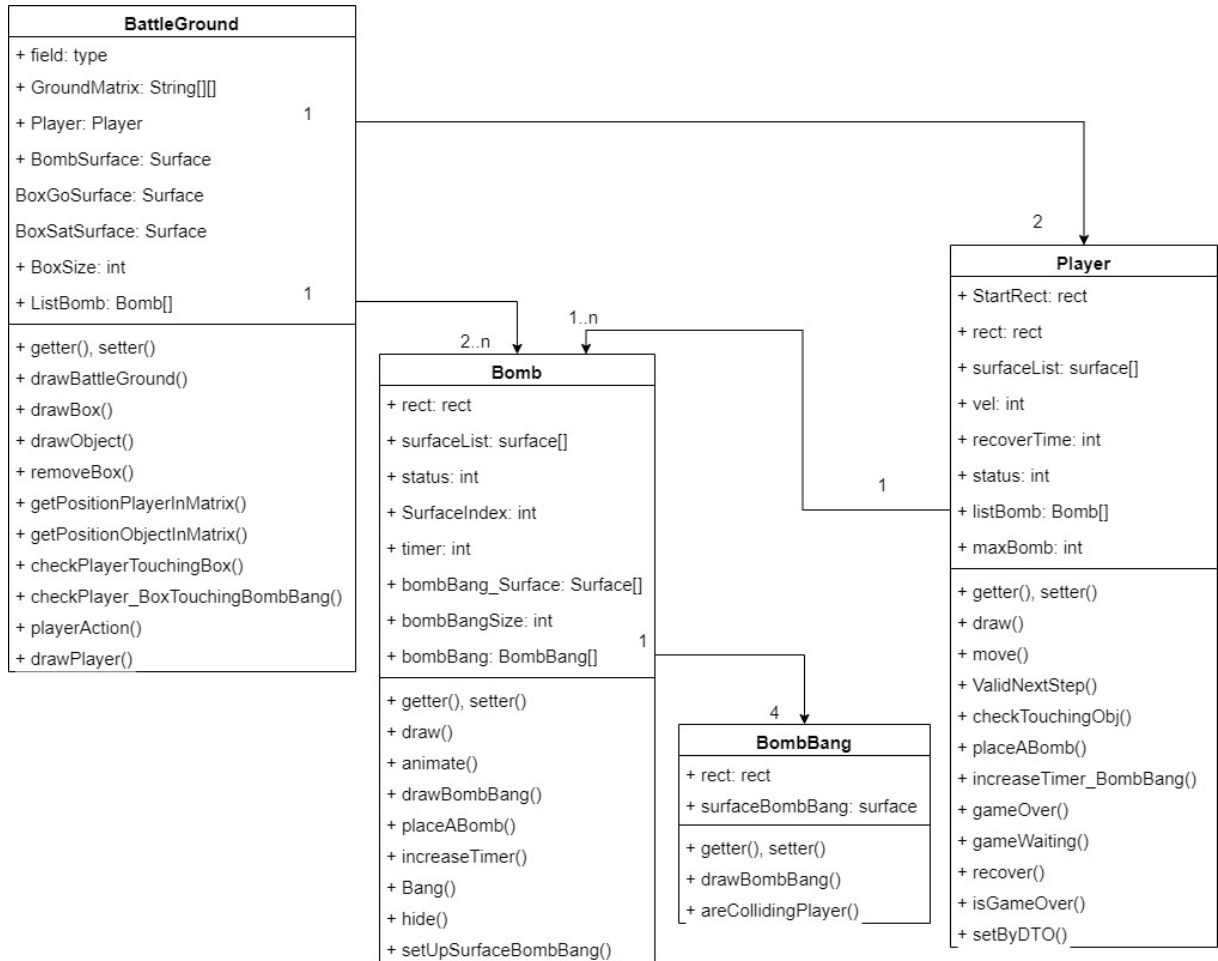 BattleGround
+ field: type
+ GroundMatrix: String[][]
+ Player: Player
+ BombSurface: Surface
BoxGoSurface: Surface
BoxSatSurface: Surface
+ BoxSize: int
+ ListBomb: Bomb[]
+ getter(), setter()
+ drawBattleGround()
+ drawBox()
+ drawObject()
+ removeBox()
+ getPositionPlayerInMatrix()
+ getPositionObjectInMatrix()
+ checkPlayerTouchingBox()
+ checkPlayer_BoxTouchingBombBang()
+ playerAction()
+ drawPlayer()
1
2
1
2..n
1..n
1
Bomb
+ rect: rect
+ surfaceList: surface[]
+ status: int
+ SurfaceIndex: int
+ timer: int
+ bombBang_Surface: Surface[]
+ bombBangSize: int
+ bombBang: BombBang[]
+ getter(), setter()
+ draw()
+ animate()
+ drawBombBang()
+ placeABomb()
+ increaseTimer()
+ Bang()
+ hide()
+ setUpSurfaceBombBang()
1
4
BombBang
+ rect: rect
+ surfaceBombBang: surface
+ getter(), setter()
+ drawBombBang()
+ areCollidingPlayer()
Player
+ StartRect: rect
+ rect: rect
+ surfaceList: surface[]
+ vel: int
+ recoverTime: int
+ status: int
+ listBomb: Bomb[]
+ maxBomb: int
+ getter(), setter()
+ draw()
+ move()
+ ValidNextStep()
+ checkTouchingObj()
+ placeABomb()
+ increaseTimer_BombBang()
+ gameOver()
+ gameWaiting()
+ recover()
+ isGameOver()
+ setByDTO()